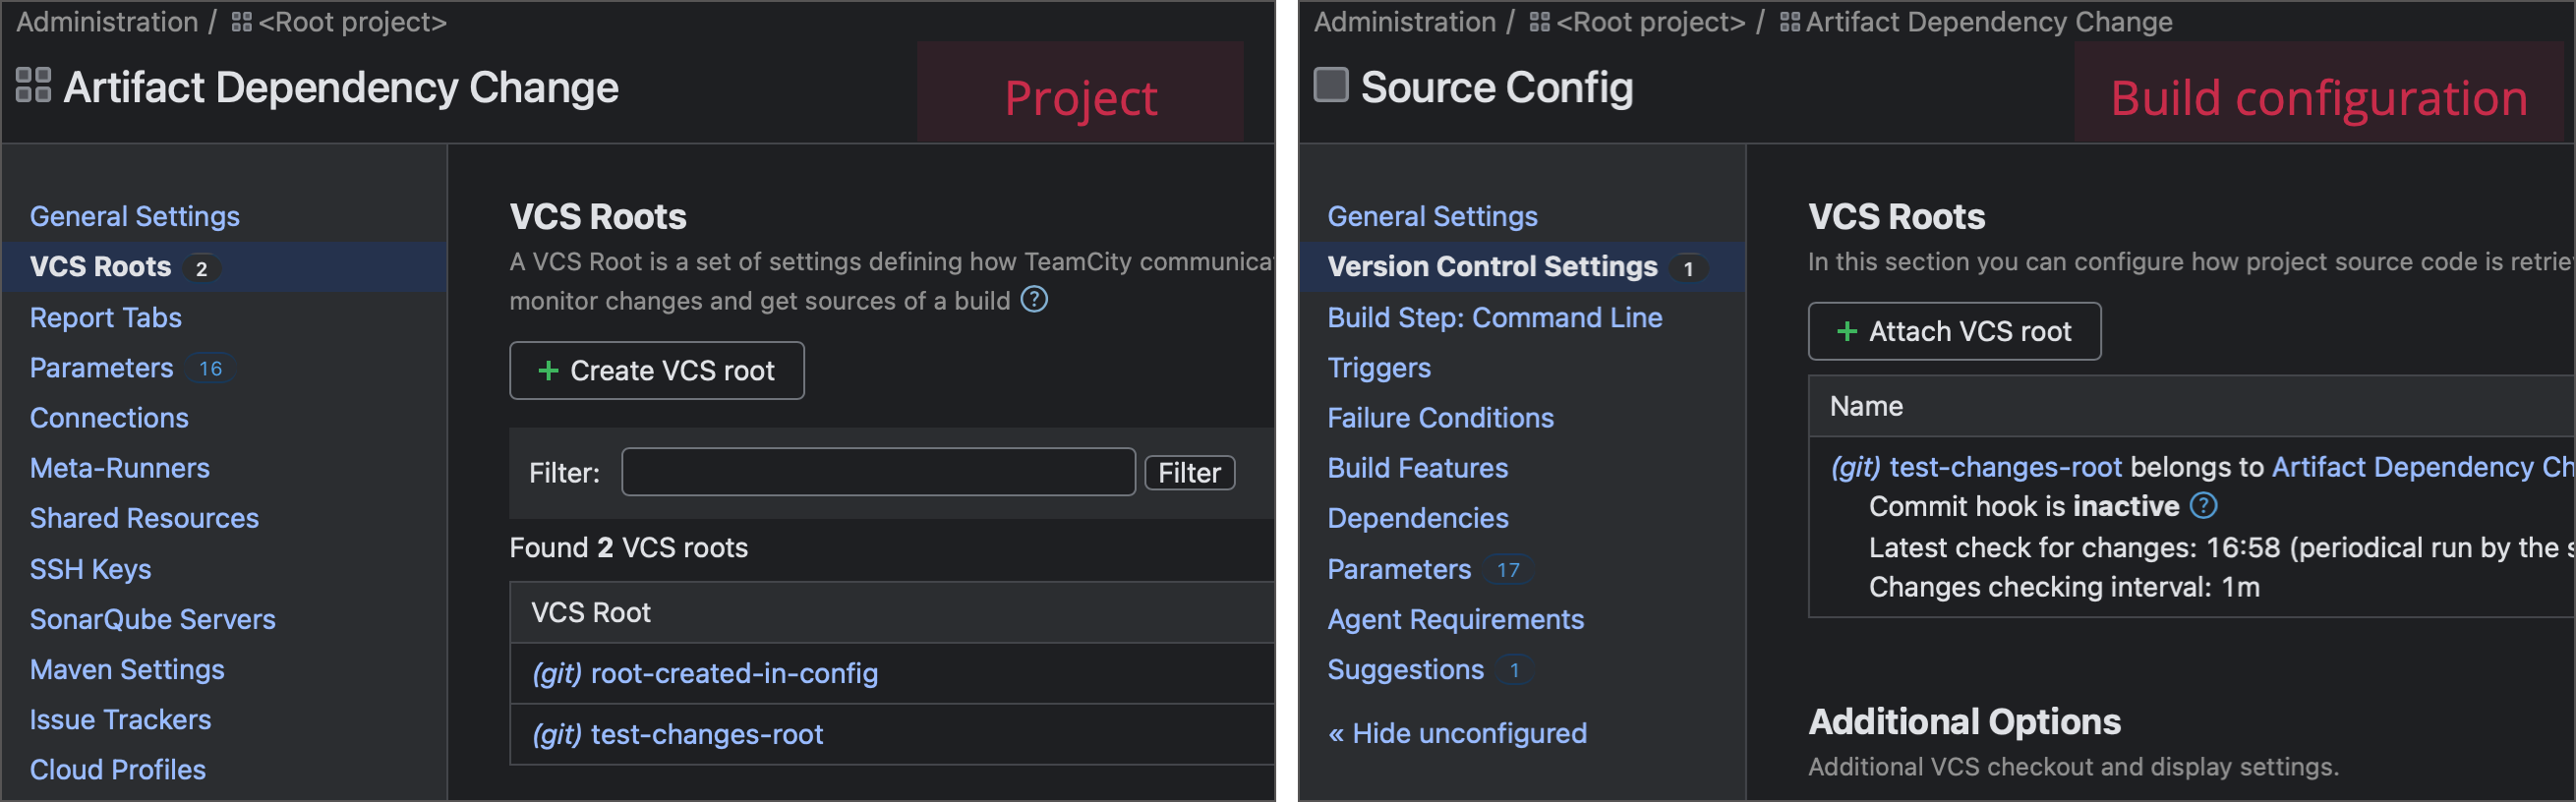 Administration / <Root project>
Artifact Dependency Change
Project
General Settings
VCS Roots 2
Report Tabs
Parameters 16
Connections
Meta-Runners
Shared Resources
SSH Keys
SonarQube Servers
Maven Settings
Issue Trackers
Cloud Profiles
VCS Roots
A VCS Root is a set of settings defining how TeamCity communica
monitor changes and get sources of a build ?
+ Create VCS root
Filter: Filter
Found 2 VCS roots
VCS Root
(git) root-created-in-config
(git) test-changes-root
Administration / <Root project> / Artifact Dependency Change
Source Config
Build configuration
General Settings
Version Control Settings 1
Build Step: Command Line
Triggers
Failure Conditions
Build Features
Dependencies
Parameters 17
Agent Requirements
Suggestions 1
« Hide unconfigured
VCS Roots
In this section you can configure how project source code is retrie
+ Attach VCS root
Name
(git) test-changes-root belongs to Artifact Dependency Ch
Commit hook is inactive ?
Latest check for changes: 16:58 (periodical run by the s
Changes checking interval: 1m
Additional Options
Additional VCS checkout and display settings.